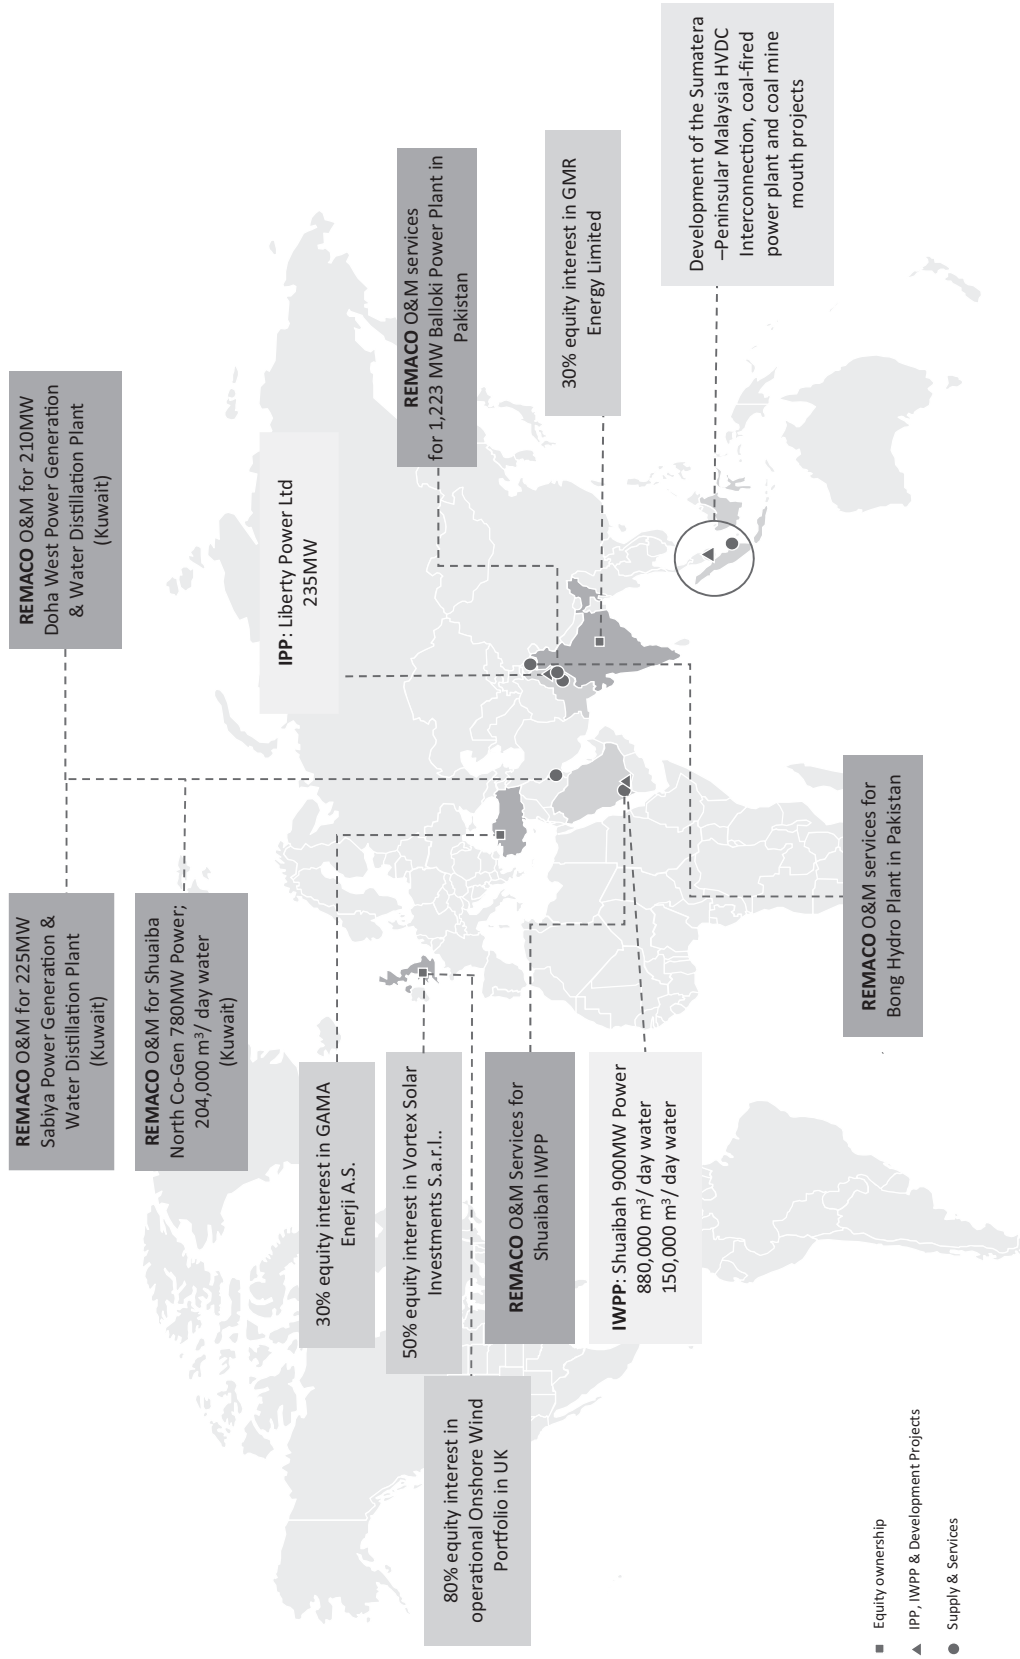 REMACO O&M for 225MW
Sabiya Power Generation &
Water Distillation Plant
(Kuwait)
REMACO O&M for 210MW
Doha West Power Generation
& Water Distillation Plant
(Kuwait)
REMACO O&M for Shuaiba
North Co-Gen 780MW Power;
204,000 m³/ day water
(Kuwait)
IPP: Liberty Power Ltd
235MW
30% equity interest in GAMA
Enerji A.S.
50% equity interest in Vortex Solar
Investments S.a.r.l..
80% equity interest in
operational Onshore Wind
Portfolio in UK
REMACO O&M Services for
Shuaibah IWPP
IWPP: Shuaibah 900MW Power
880,000 m³/ day water
150,000 m³/ day water
REMACO O&M services
for 1,223 MW Balloki Power Plant in
Pakistan
30% equity interest in GMR
Energy Limited
Development of the Sumatera
–Peninsular Malaysia HVDC
Interconnection, coal-fired
power plant and coal mine
mouth projects
REMACO O&M services for
Bong Hydro Plant in Pakistan
Equity ownership
IPP, IWPP & Development Projects
Supply & Services